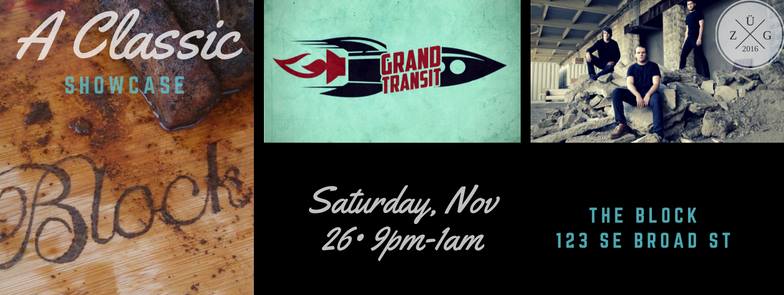 A Classic
SHOWCASE
Block
GRAND
TRANSIT
Ü
Z G
2016
Saturday, Nov
26• 9pm-1am
THE BLOCK
123 SE BROAD ST